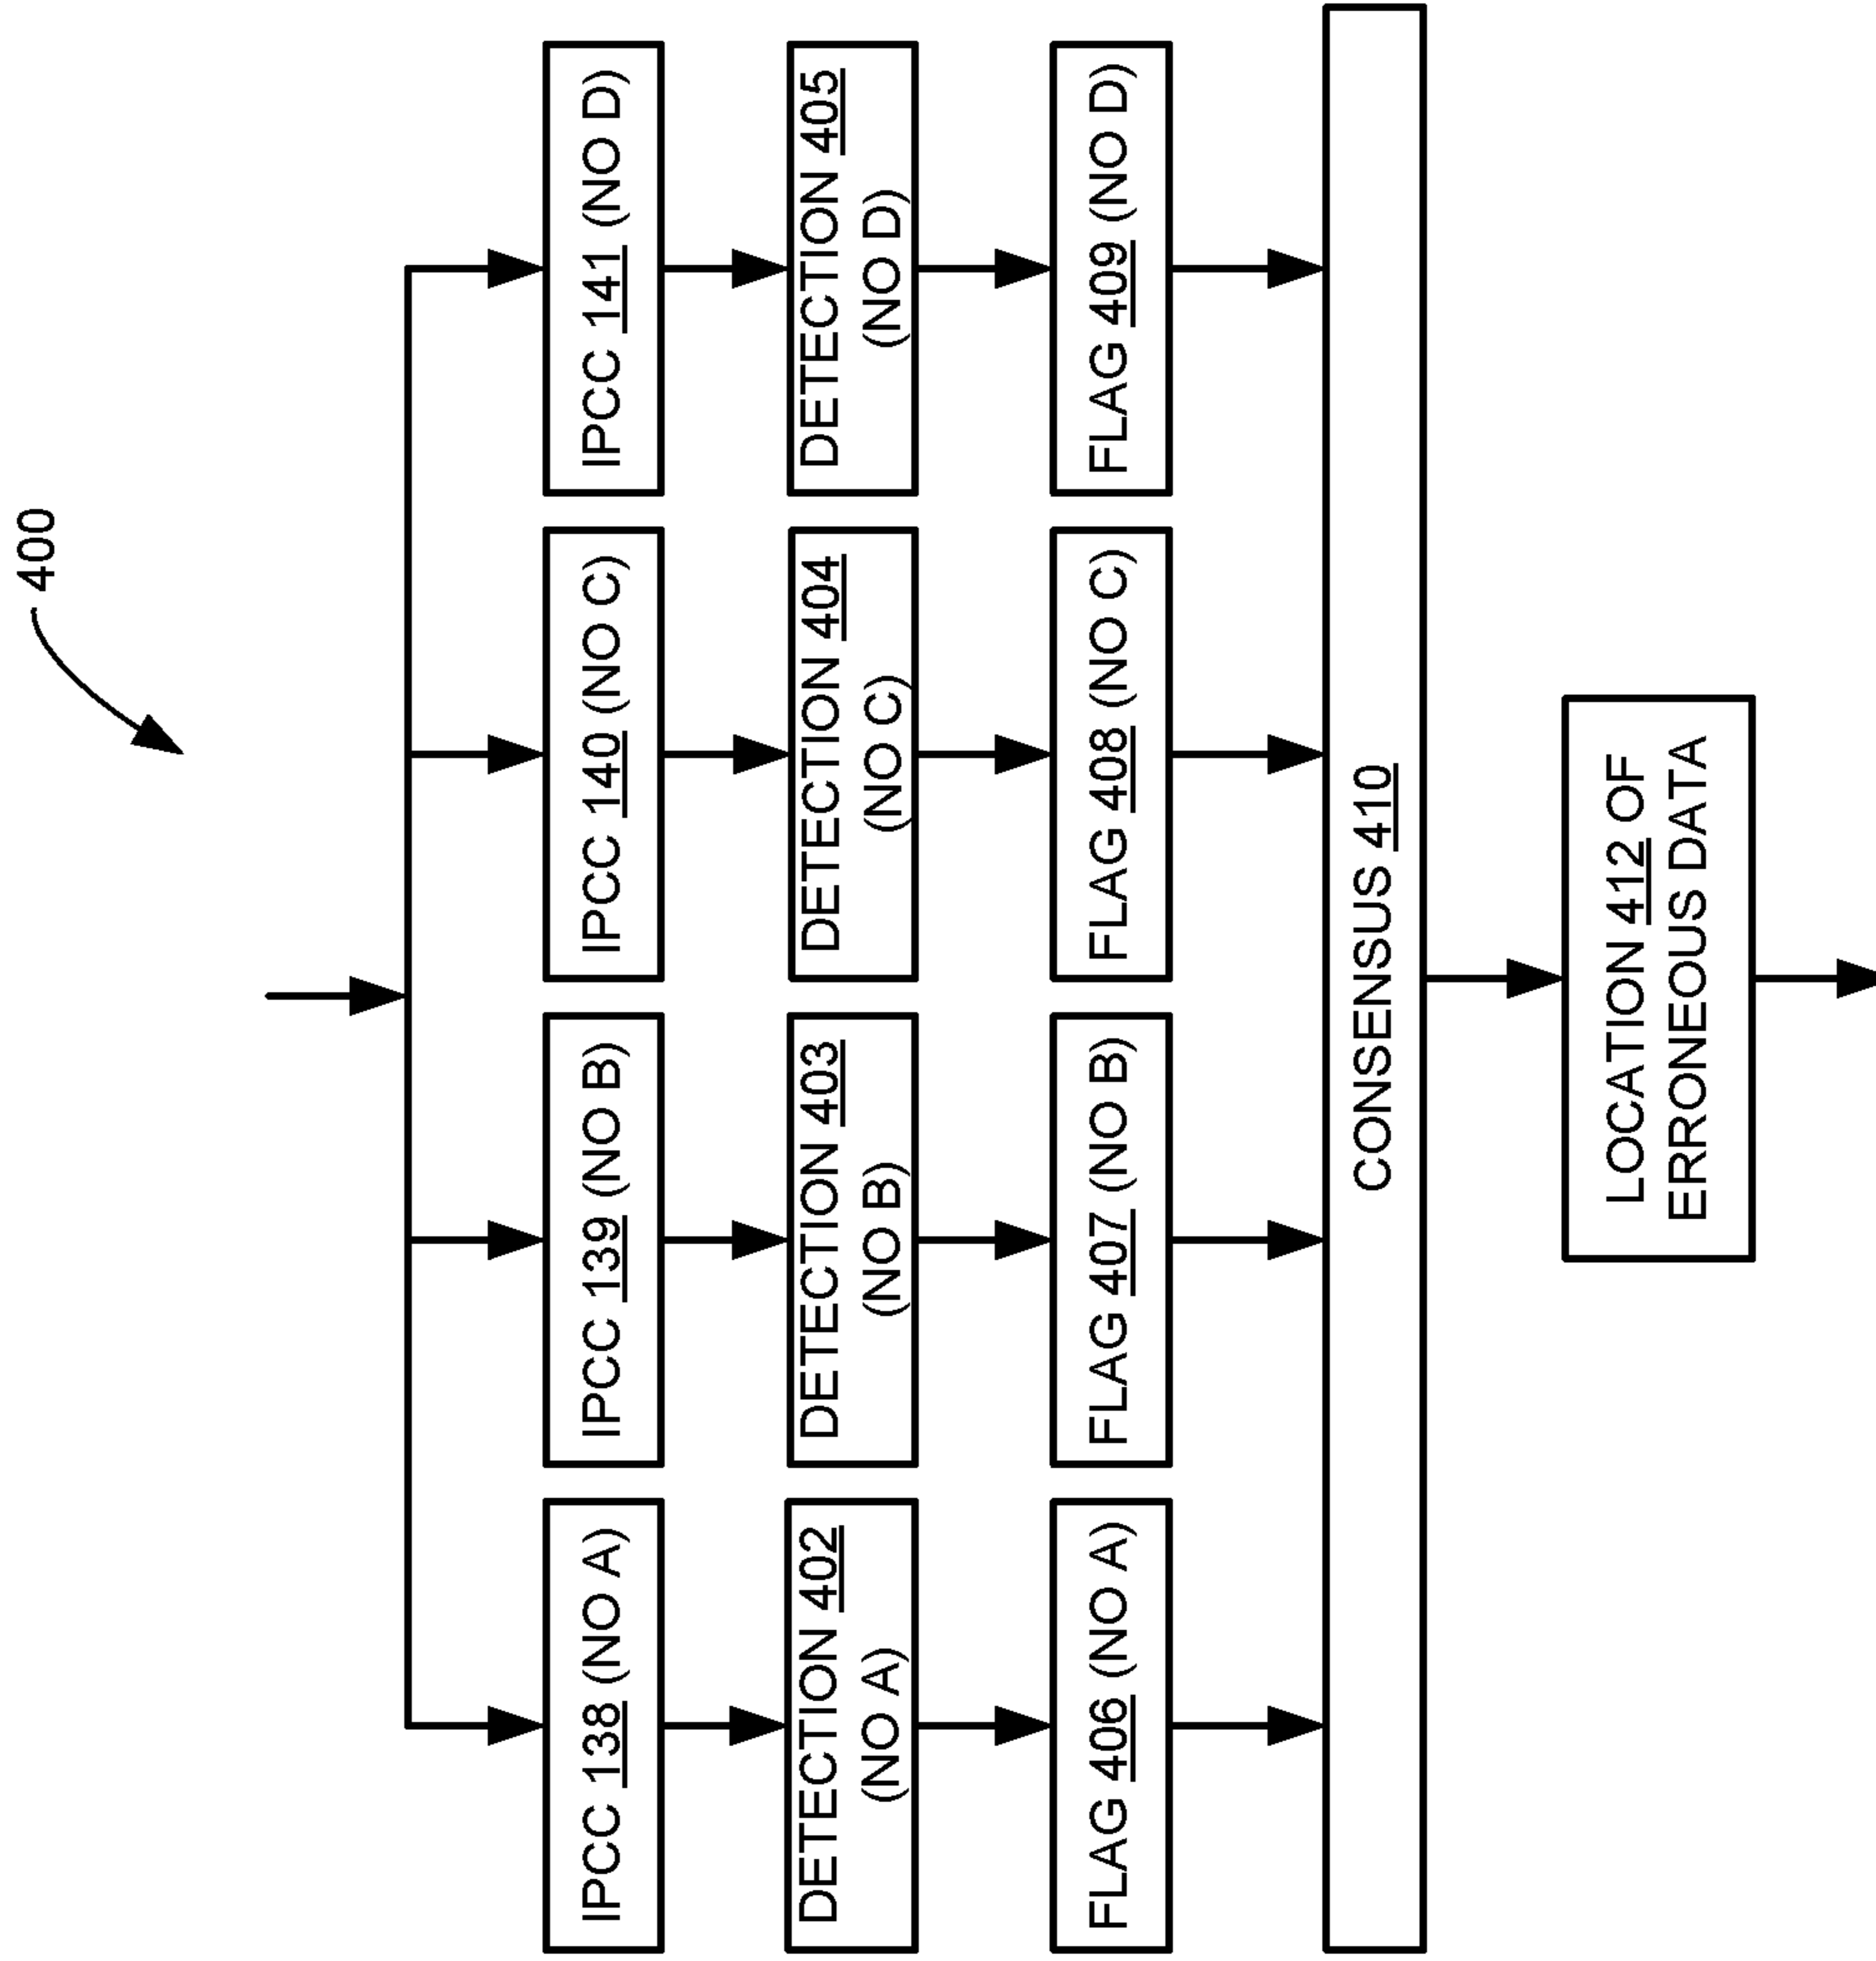 400
IPCC 138 (NO A)
IPCC 139 (NO B)
IPCC 140 (NO C)
IPCC 141 (NO D)
DETECTION 402
(NO A)
DETECTION 403
(NO B)
DETECTION 404
(NO C)
DETECTION 405
(NO D)
FLAG 406 (NO A)
FLAG 407 (NO B)
FLAG 408 (NO C)
FLAG 409 (NO D)
CONSENSUS 410
LOCATION 412 OF
ERRONEOUS DATA